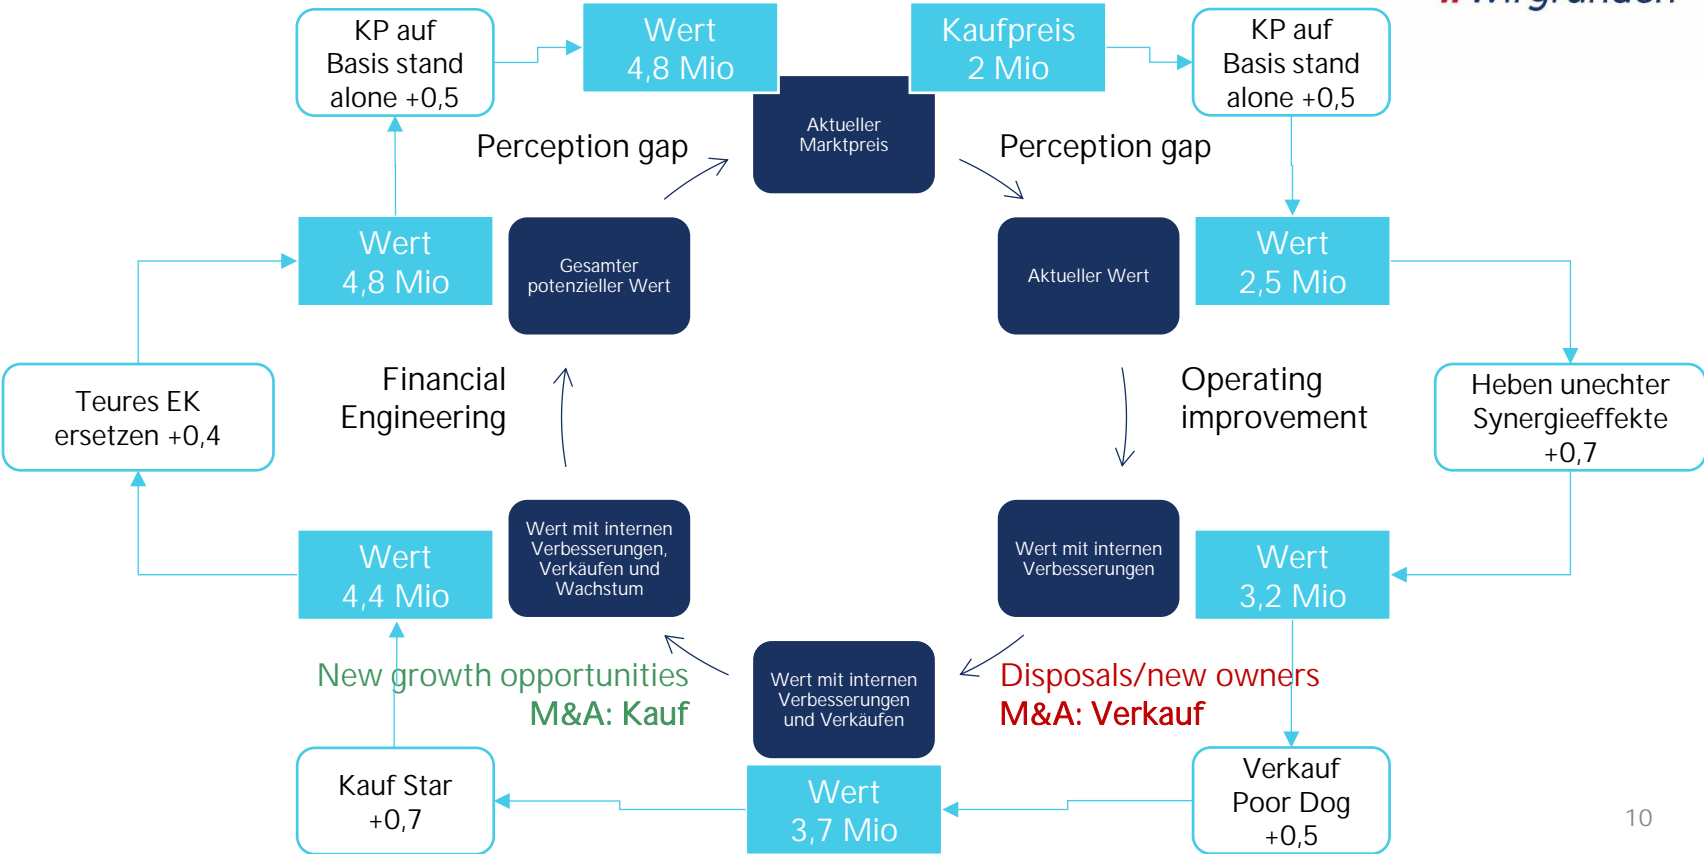 KP auf
Basis stand
alone +0,5
Wert
4,8 Mio
Kaufpreis
2 Mio
KP auf
Basis stand
alone +0,5
Aktueller
Marktpreis
Perception gap
Perception gap
Wert
4,8 Mio
Gesamter
potenzieller Wert
Aktueller Wert
Wert
2,5 Mio
Teures EK
ersetzen +0,4
Financial
Engineering
Operating
improvement
Heben unechter
Synergieeffekte
+0,7
Wert
4,4 Mio
Wert mit internen
Verbesserungen,
Verkäufen und
Wachstum
Wert mit internen
Verbesserungen
Wert
3,2 Mio
New growth opportunities
M&A: Kauf
Wert mit internen
Verbesserungen
und Verkäufen
Disposals/new owners
M&A: Verkauf
Kauf Star
+0,7
Wert
3,7 Mio
Verkauf
Poor Dog
+0,5
10